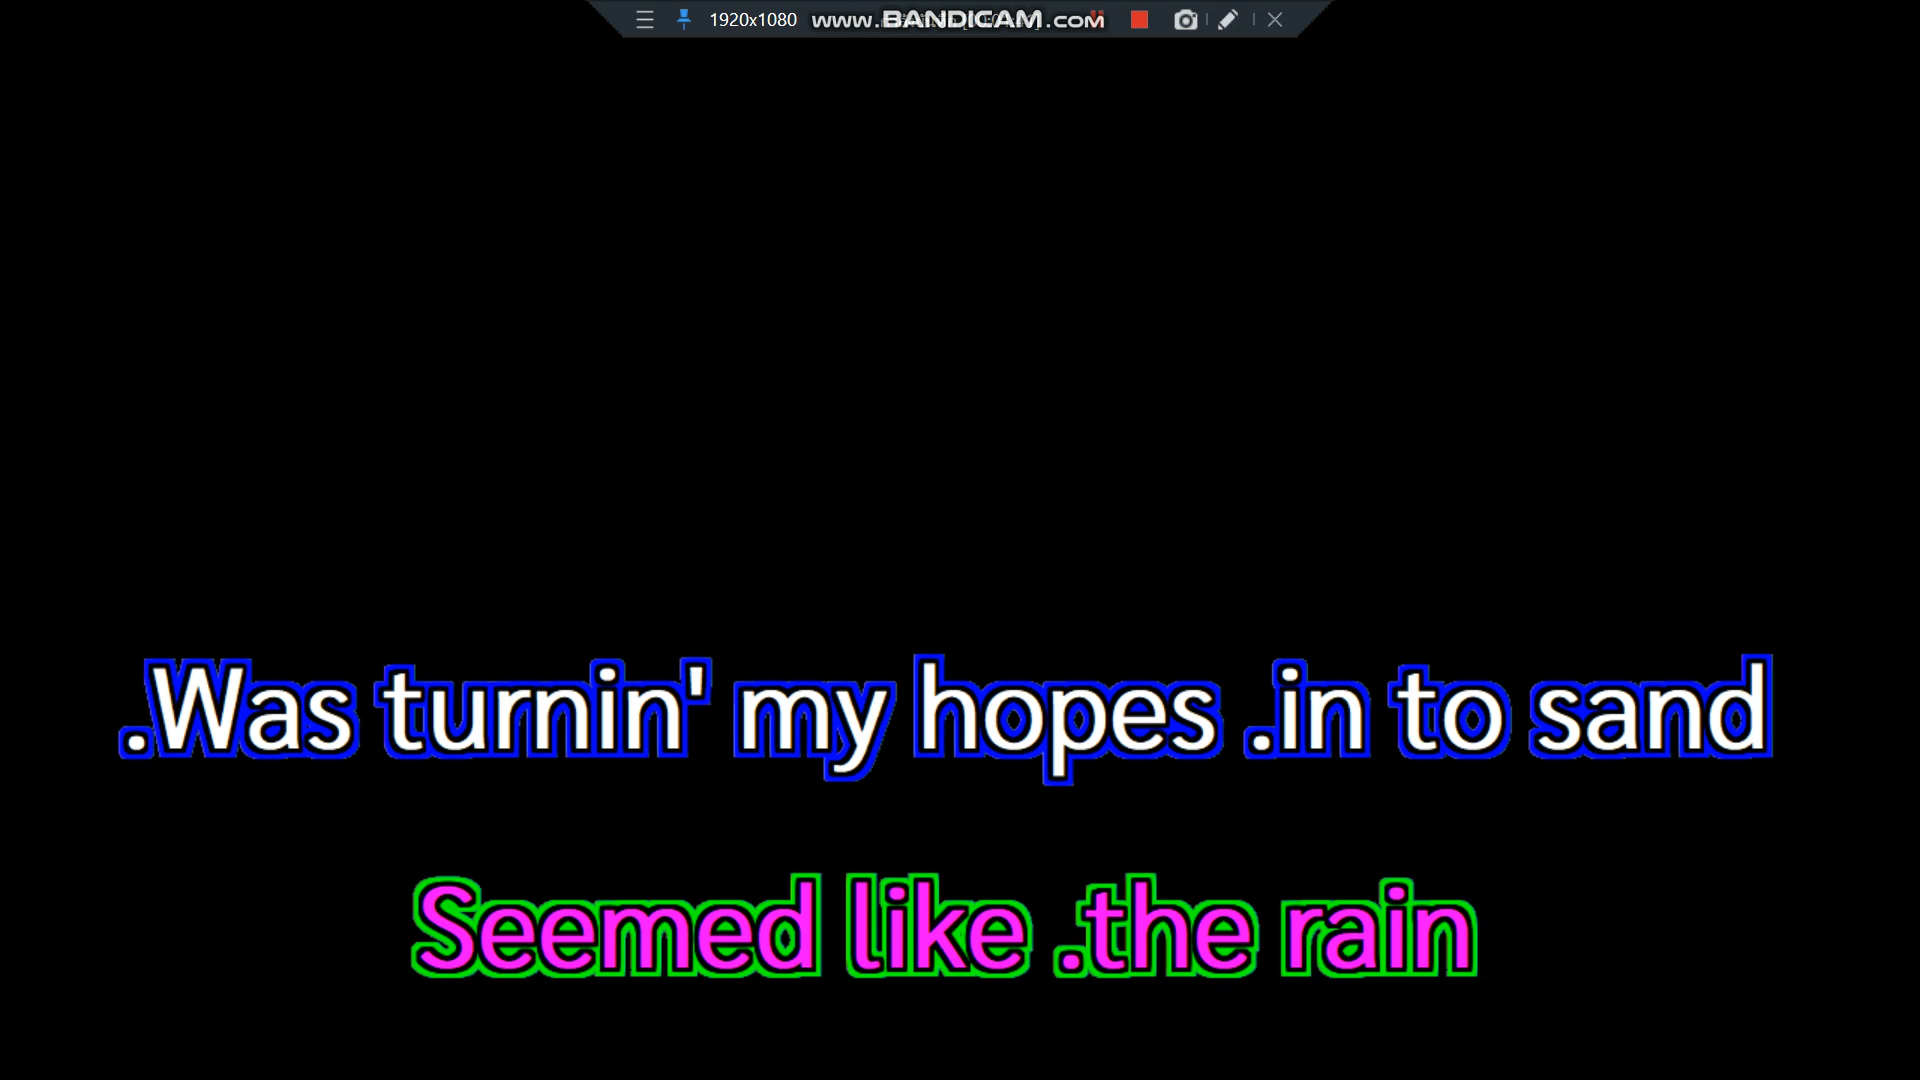 1920x1080 www.BANDICAM.com
.Was turnin' my hopes .in to sand
Seemed like .the rain